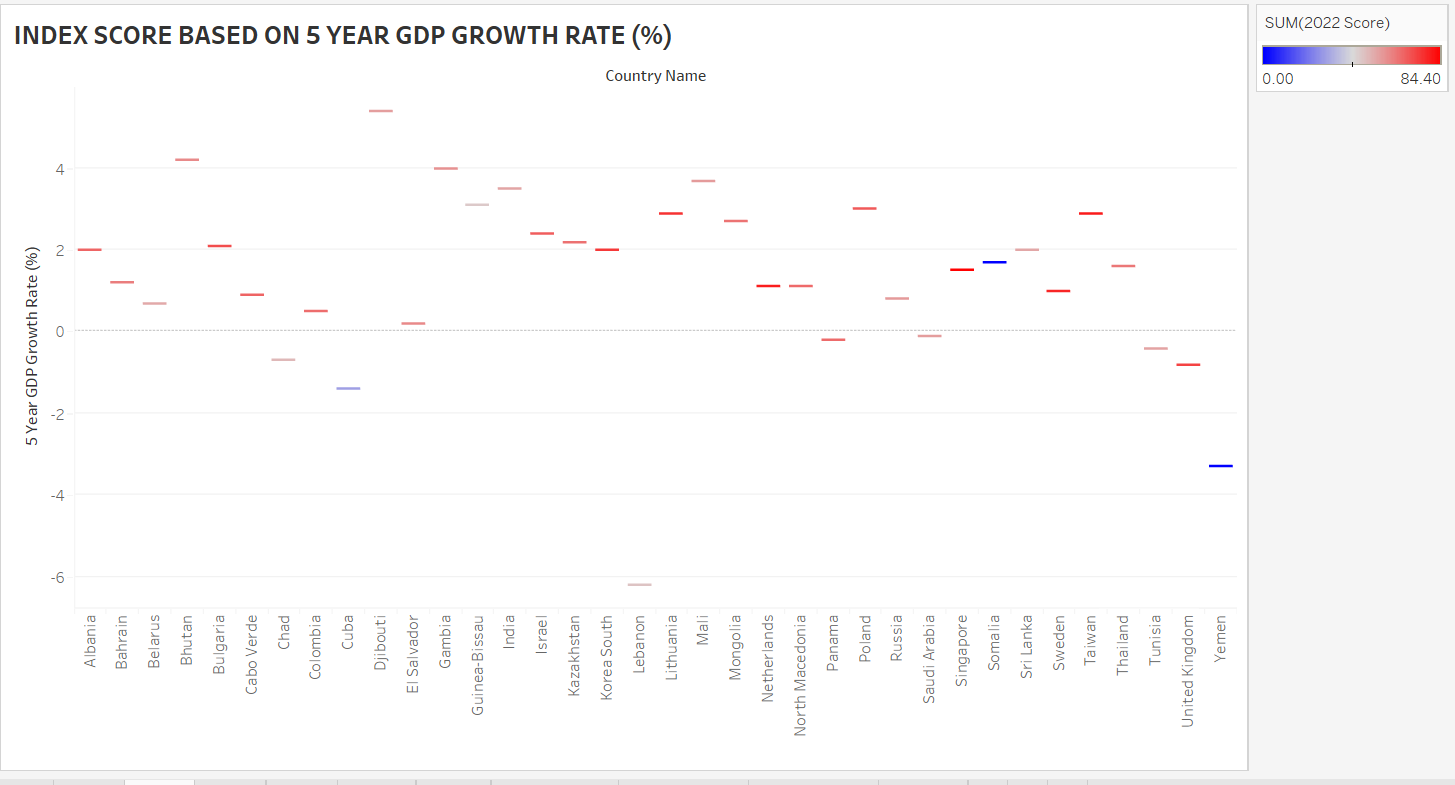 INDEX SCORE BASED ON 5 YEAR GDP GROWTH RATE (%)
SUM(2022 Score)
0.00
84.40
Country Name
5 Year GDP Growth Rate (%)
4
2
0
-2
-4
-6
Albania
Bahrain
Belarus
Bhutan
Bulgaria
Cabo Verde
Chad
Colombia
Cuba
Djibouti
El Salvador
Gambia
Guinea-Bissau
India
Israel
Kazakhstan
Korea South
Lebanon
Lithuania
Mali
Mongolia
Netherlands
North Macedonia
Panama
Poland
Russia
Saudi Arabia
Singapore
Somalia
Sri Lanka
Sweden
Taiwan
Thailand
Tunisia
United Kingdom
Yemen